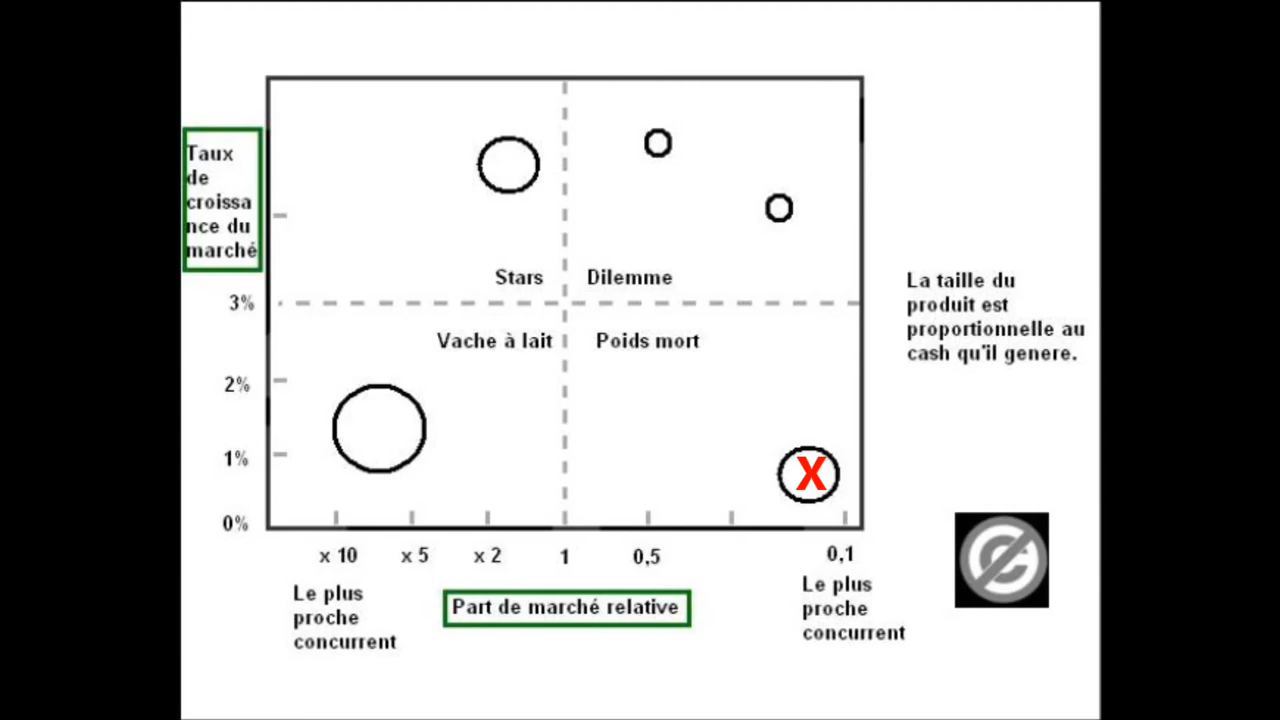 Taux
de
croissa
nce du
marché
Stars
Dilemme
3%
Vache à lait
Poids mort
2%
1%
0%
X
x 10
x 5
x 2
1
0,5
0,1
Le plus
proche
concurrent
Part de marché relative
Le plus
proche
concurrent
La taille du
produit est
proportionnelle au
cash qu'il genere.